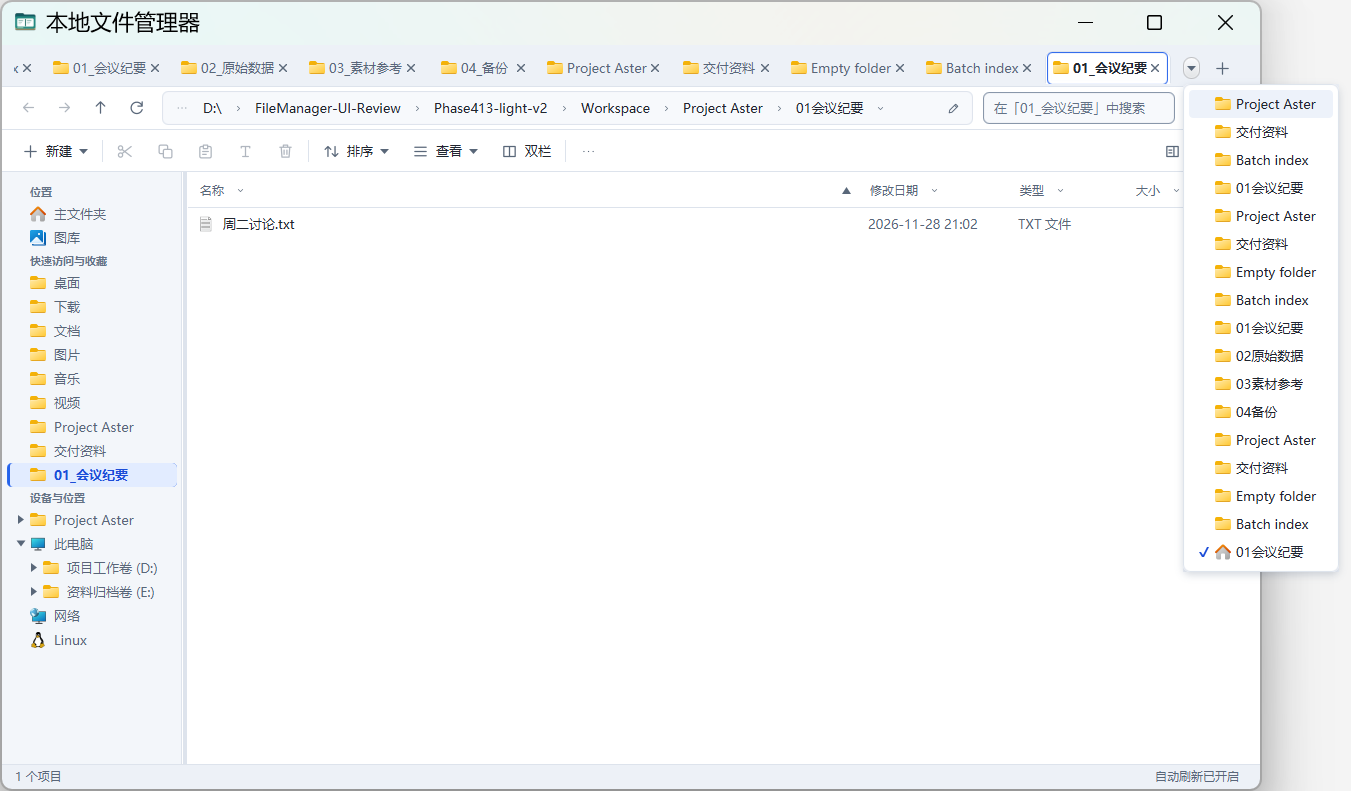 本地文件管理器
01_会议纪要 02_原始数据 03_素材参考 04_备份 Project Aster 交付资料 Empty folder Batch index 01_会议纪要
D:\ FileManager-UI-Review Phase413-light-v2 Workspace Project Aster 01会议纪要 在「01_会议纪要」中搜索
新建 排序 查看 双栏 ...
位置
主文件夹
图库
快速访问与收藏
桌面
下载
文档
图片
音乐
视频
Project Aster
交付资料
01_会议纪要
设备与位置
Project Aster
此电脑
项目工作卷 (D:)
资料归档卷 (E:)
网络
Linux
名称 修改日期 类型 大小
周二讨论.txt 2026-11-28 21:02 TXT 文件
Project Aster
交付资料
Batch index
01会议纪要
Project Aster
交付资料
Empty folder
Batch index
01会议纪要
02原始数据
03素材参考
04备份
Project Aster
交付资料
Empty folder
Batch index
01会议纪要
1 个项目 自动刷新已开启